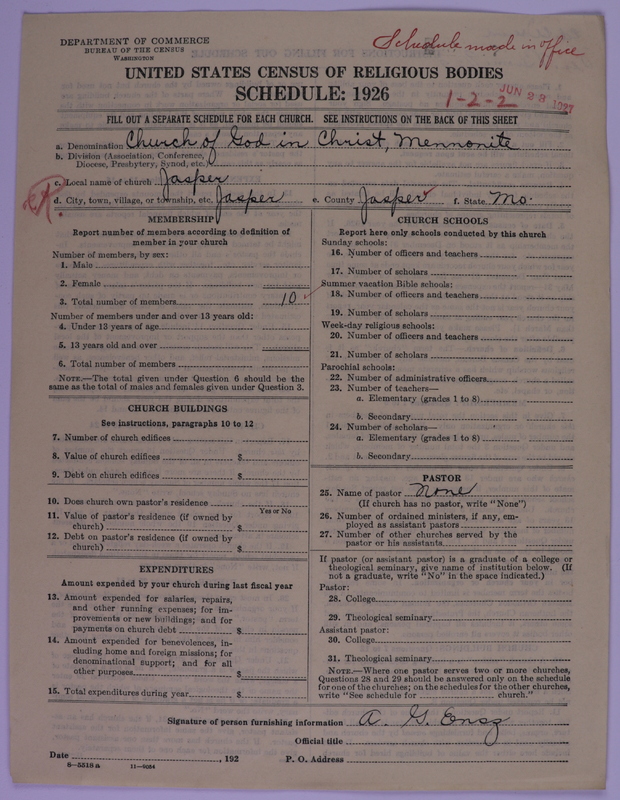 DEPARTMENT OF COMMERCE
BUREAU OF THE CENSUS
WASHINGTON
Schedule made in office
UNITED STATES CENSUS OF RELIGIOUS BODIES
SCHEDULE: 1926
1-2-2
JUN 28 1927
FILL OUT A SEPARATE SCHEDULE FOR EACH CHURCH. SEE INSTRUCTIONS ON THE BACK OF THIS SHEET
a. Denomination Church of God in Christ, Mennonite
b. Division (Association, Conference, Diocese, Presbytery, Synod, etc.)
c. Local name of church Jasper
d. City, town, village, or township, etc. Jasper e. County Jasper f. State Mo.
MEMBERSHIP
Report number of members according to definition of
member in your church
Number of members, by sex:
1. Male
2. Female
3. Total number of members 10
Number of members under and over 13 years old:
4. Under 13 years of age
5. 13 years old and over
6. Total number of members
NOTE.—The total given under Question 6 should be the
same as the total of males and females given under Question 3.
CHURCH BUILDINGS
See instructions, paragraphs 10 to 12
7. Number of church edifices
8. Value of church edifices $
9. Debt on church edifices $
10. Does church own pastor's residence
Yes or No
11. Value of pastor's residence (if owned by
church) $
12. Debt on pastor's residence (if owned by
church) $
EXPENDITURES
Amount expended by your church during last fiscal year
13. Amount expended for salaries, repairs,
and other running expenses; for im-
provements or new buildings; and for
payments on church debt $
14. Amount expended for benevolences, in-
cluding home and foreign missions; for
denominational support; and for all
other purposes $
15. Total expenditures during year $
CHURCH SCHOOLS
Report here only schools conducted by this church
Sunday schools:
16. Number of officers and teachers
17. Number of scholars
Summer vacation Bible schools:
18. Number of officers and teachers
19. Number of scholars
Week-day religious schools:
20. Number of officers and teachers
21. Number of scholars
Parochial schools:
22. Number of administrative officers
23. Number of teachers—
a. Elementary (grades 1 to 8)
b. Secondary
24. Number of scholars—
a. Elementary (grades 1 to 8)
b. Secondary
PASTOR
25. Name of pastor None
(If church has no pastor, write "None")
26. Number of ordained ministers, if any, em-
ployed as assistant pastors
27. Number of other churches served by the
pastor or his assistants
If pastor (or assistant pastor) is a graduate of a college or
theological seminary, give name of institution below. (If
not a graduate, write "No" in the space indicated.)
Pastor:
28. College
29. Theological seminary
Assistant pastor:
30. College
31. Theological seminary
NOTE.—Where one pastor serves two or more churches,
Questions 28 and 29 should be answered only on the schedule
for one of the churches; on the schedules for the other churches,
write "See schedule for church."
Signature of person furnishing information A. G. Ensz
Official title
Date , 192 P. O. Address
8-5518 a 11-9034